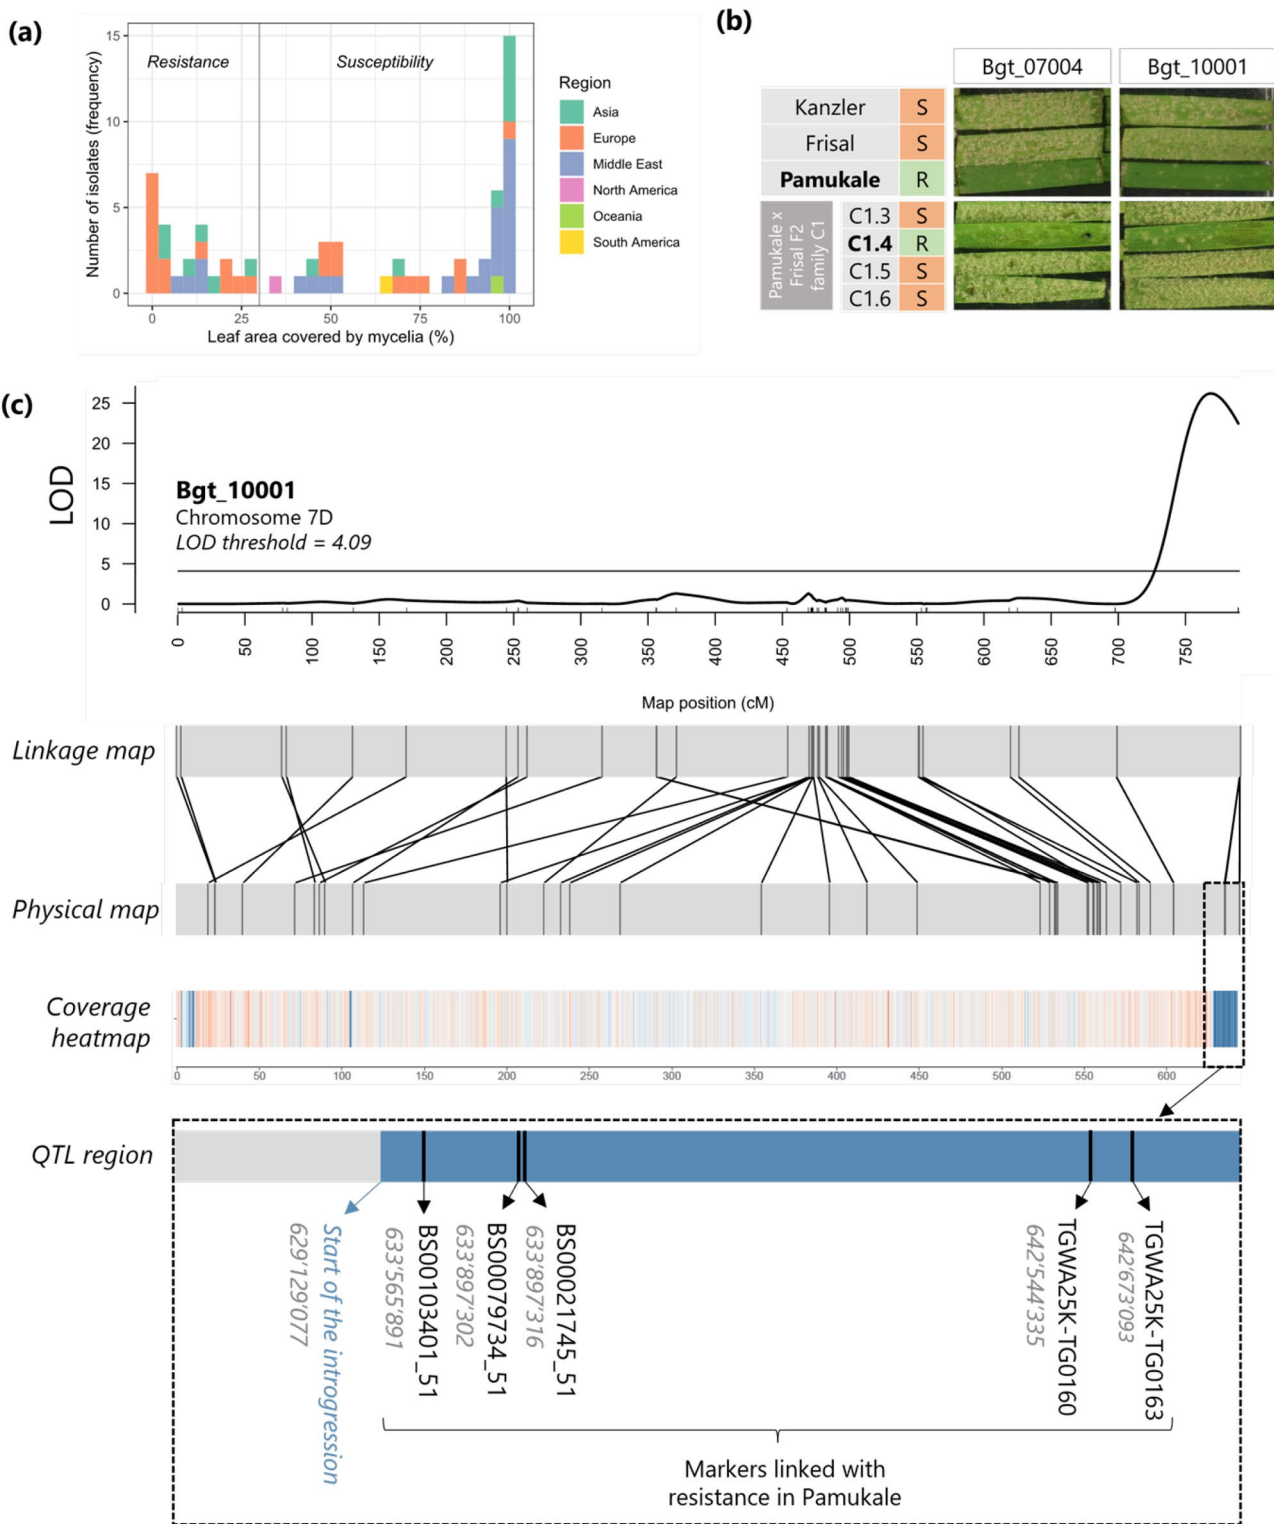 (a)
Resistance
Susceptibility
Number of isolates (frequency)
15
10
5
0
0
25
50
75
100
Leaf area covered by mycelia (%)
Region
Asia
Europe
Middle East
North America
Oceania
South America
(b)
Bgt_07004
Bgt_10001
Kanzler S
Frisal S
Pamukale R
Pamukale x
Frisal F2
family C1
C1.3 S
C1.4 R
C1.5 S
C1.6 S
(c)
LOD
25
20
15
10
5
0
Bgt_10001
Chromosome 7D
LOD threshold = 4.09
0 50 100 150 200 250 300 350 400 450 500 550 600 650 700 750
Map position (cM)
Linkage map
Physical map
Coverage
heatmap
0 50 100 150 200 250 300 350 400 450 500 550 600
QTL region
629'129'077
Start of the introgression
633'565'891
BS00103401_51
633'897'302
BS00079734_51
633'897'316
BS00021745_51
642'544'335
TGWA25K-TG0160
642'673'093
TGWA25K-TG0163
Markers linked with
resistance in Pamukale